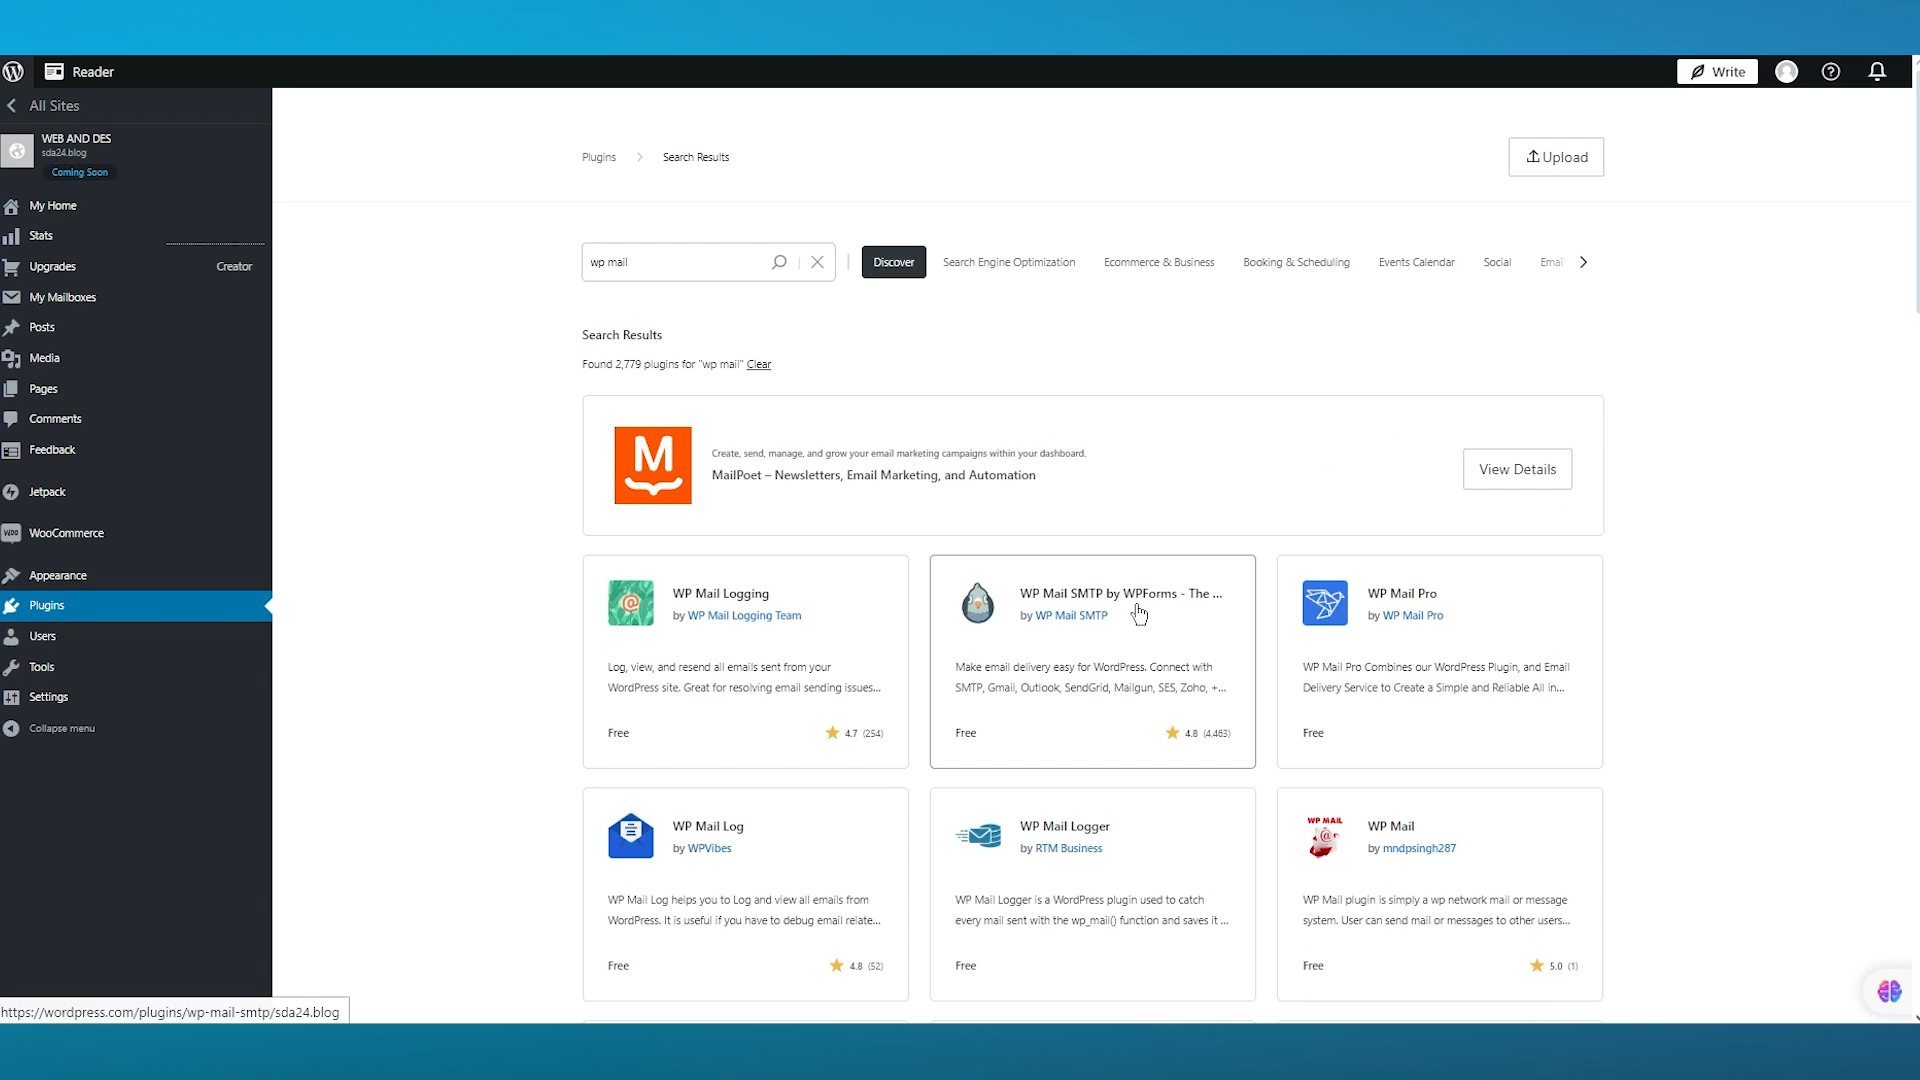 Reader
Write
All Sites
WEB AND DES
sda24.blog
Coming Soon
My Home
Stats
Upgrades
Creator
My Mailboxes
Posts
Media
Pages
Comments
Feedback
Jetpack
WOO
WooCommerce
Appearance
Plugins
Users
Tools
Settings
Collapse menu
Plugins
Search Results
Upload
wp mail
Discover
Search Engine Optimization
Ecommerce & Business
Booking & Scheduling
Events Calendar
Social
Emai
Search Results
Found 2,779 plugins for "wp mail" Clear
M
Create, send, manage, and grow your email marketing campaigns within your dashboard.
MailPoet – Newsletters, Email Marketing, and Automation
View Details
WP Mail Logging
by WP Mail Logging Team
Log, view, and resend all emails sent from your
WordPress site. Great for resolving email sending issues...
Free
4.7 (254)
WP Mail SMTP by WPForms - The ...
by WP Mail SMTP
Make email delivery easy for WordPress. Connect with
SMTP, Gmail, Outlook, SendGrid, Mailgun, SES, Zoho, +...
Free
4.8 (4,463)
WP Mail Pro
by WP Mail Pro
WP Mail Pro Combines our WordPress Plugin, and Email
Delivery Service to Create a Simple and Reliable All in...
Free
WP Mail Log
by WPVibes
WP Mail Log helps you to Log and view all emails from
WordPress. It is useful if you have to debug email relate...
Free
4.8 (52)
WP Mail Logger
by RTM Business
WP Mail Logger is a WordPress plugin used to catch
every mail sent with the wp_mail() function and saves it ...
Free
WP MAIL
WP Mail
by mndpsingh287
WP Mail plugin is simply a wp network mail or message
system. User can send mail or messages to other users...
Free
5.0 (1)
https://wordpress.com/plugins/wp-mail-smtp/sda24.blog